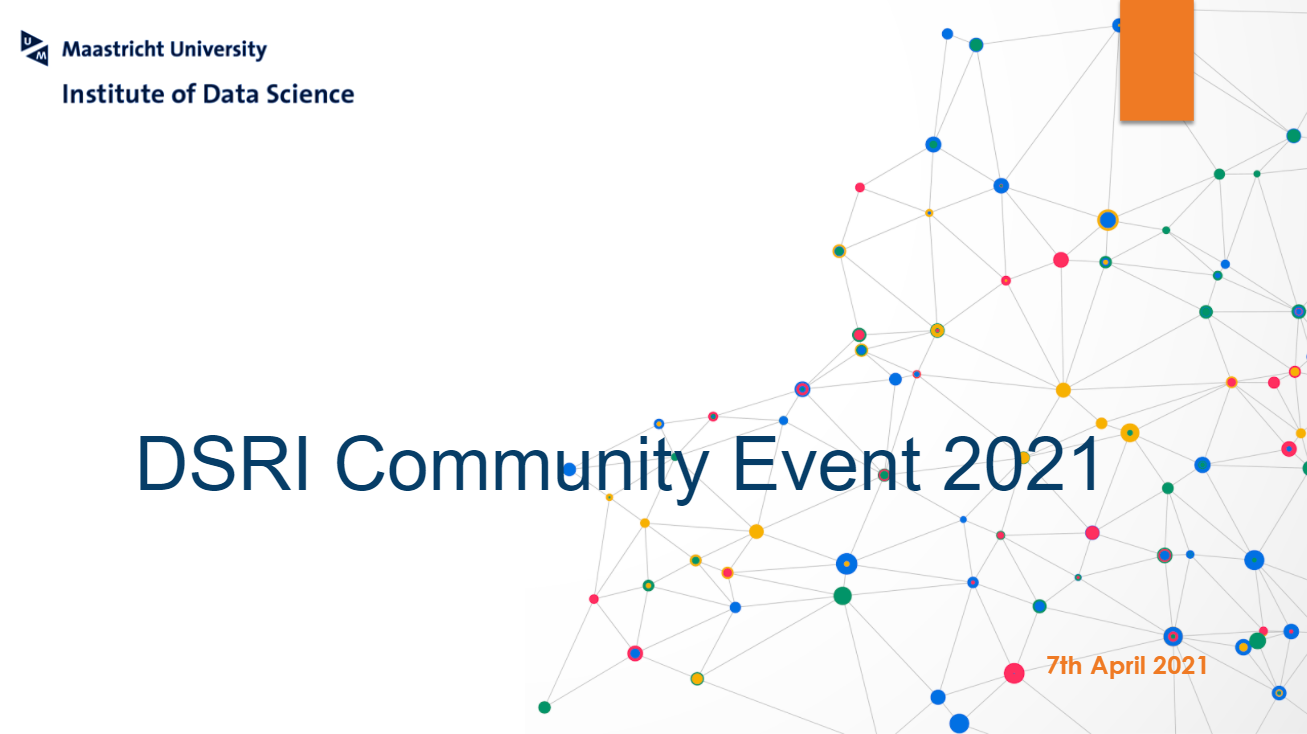 U
M
Maastricht University
Institute of Data Science
DSRI Community Event 2021
7th April 2021